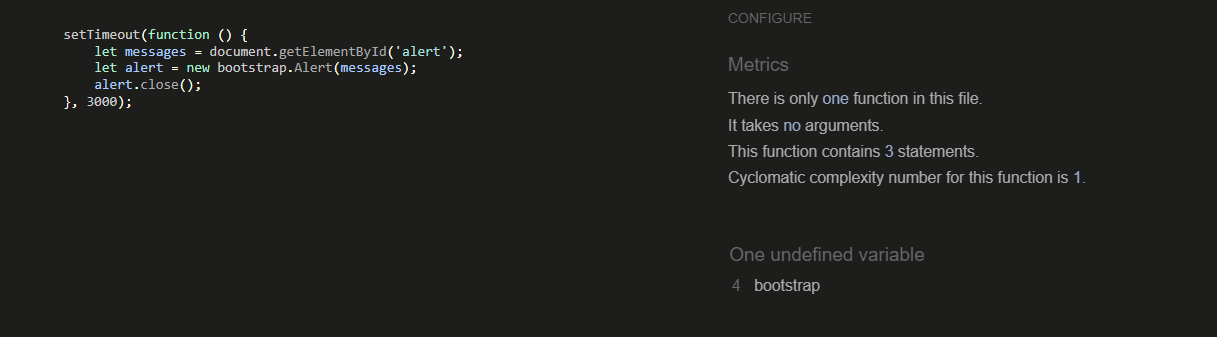 setTimeout(function () {
    let messages = document.getElementById('alert');
    let alert = new bootstrap.Alert(messages);
    alert.close();
}, 3000);
CONFIGURE
Metrics
There is only one function in this file.
It takes no arguments.
This function contains 3 statements.
Cyclomatic complexity number for this function is 1.
One undefined variable
4 bootstrap